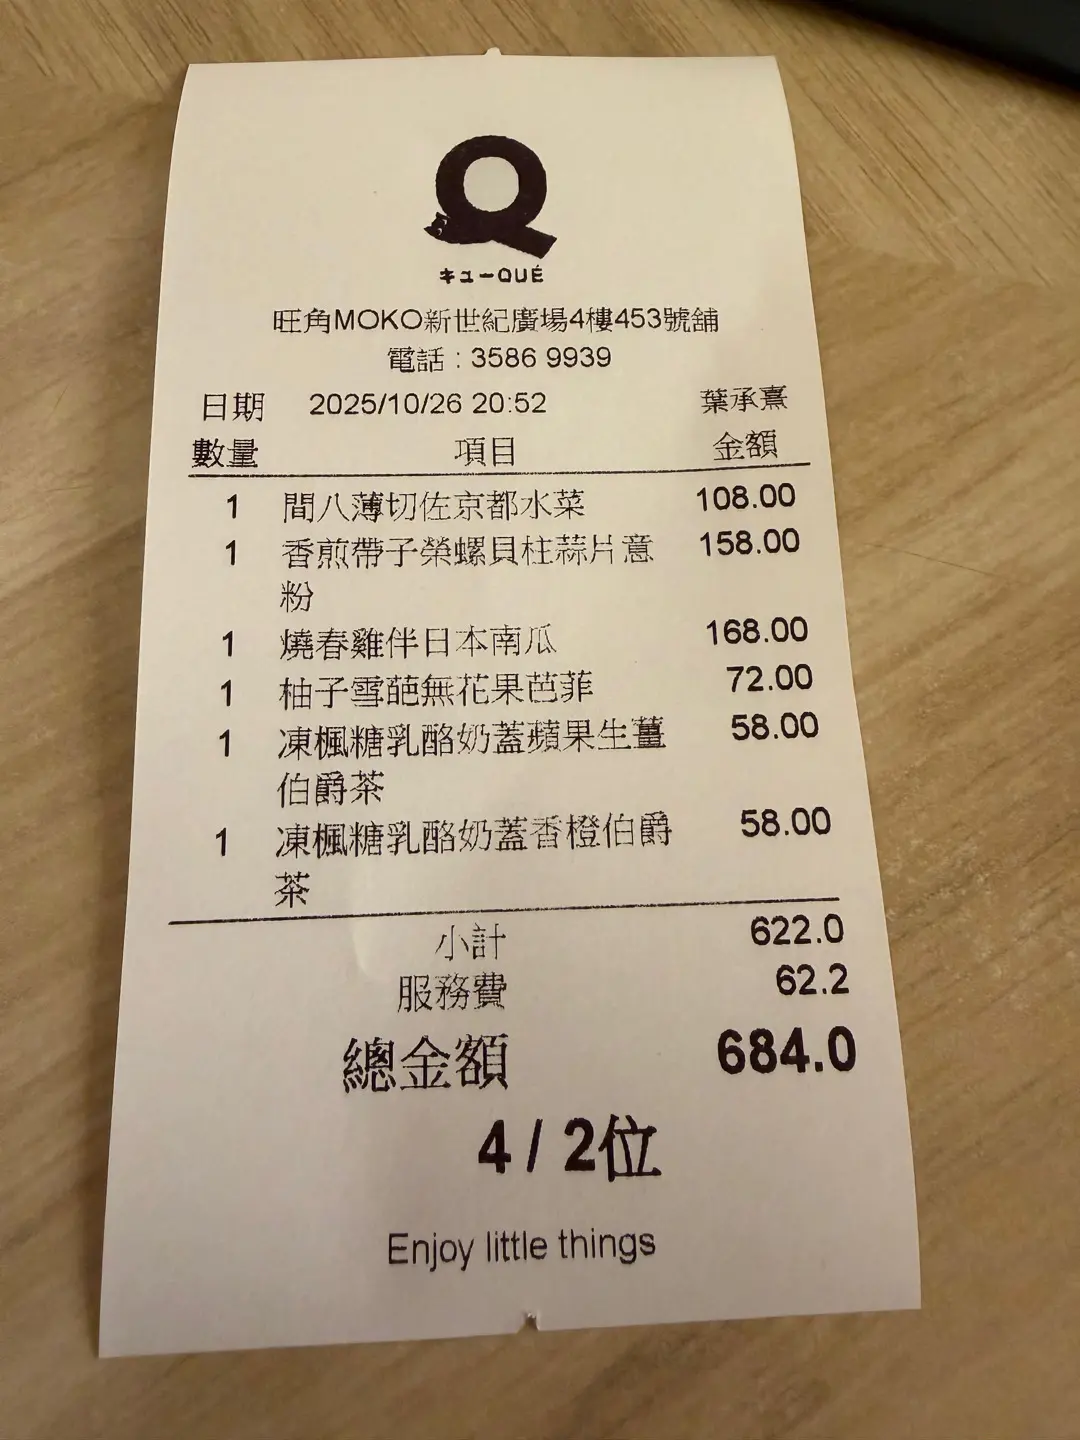 Q
キューQUÉ
旺角MOKO新世紀廣場4樓453號舖
電話 : 3586 9939
日期 2025/10/26 20:52 葉承熹
數量 項目 金額
1 間八薄切佐京都水菜 108.00
1 香煎帶子榮螺貝柱蒜片意 158.00
粉
1 燒春雞伴日本南瓜 168.00
1 柚子雪葩無花果芭菲 72.00
1 凍楓糖乳酪奶蓋蘋果生薑 58.00
伯爵茶
1 凍楓糖乳酪奶蓋香橙伯爵 58.00
茶
小計 622.0
服務費 62.2
總金額 684.0
4 / 2位
Enjoy little things